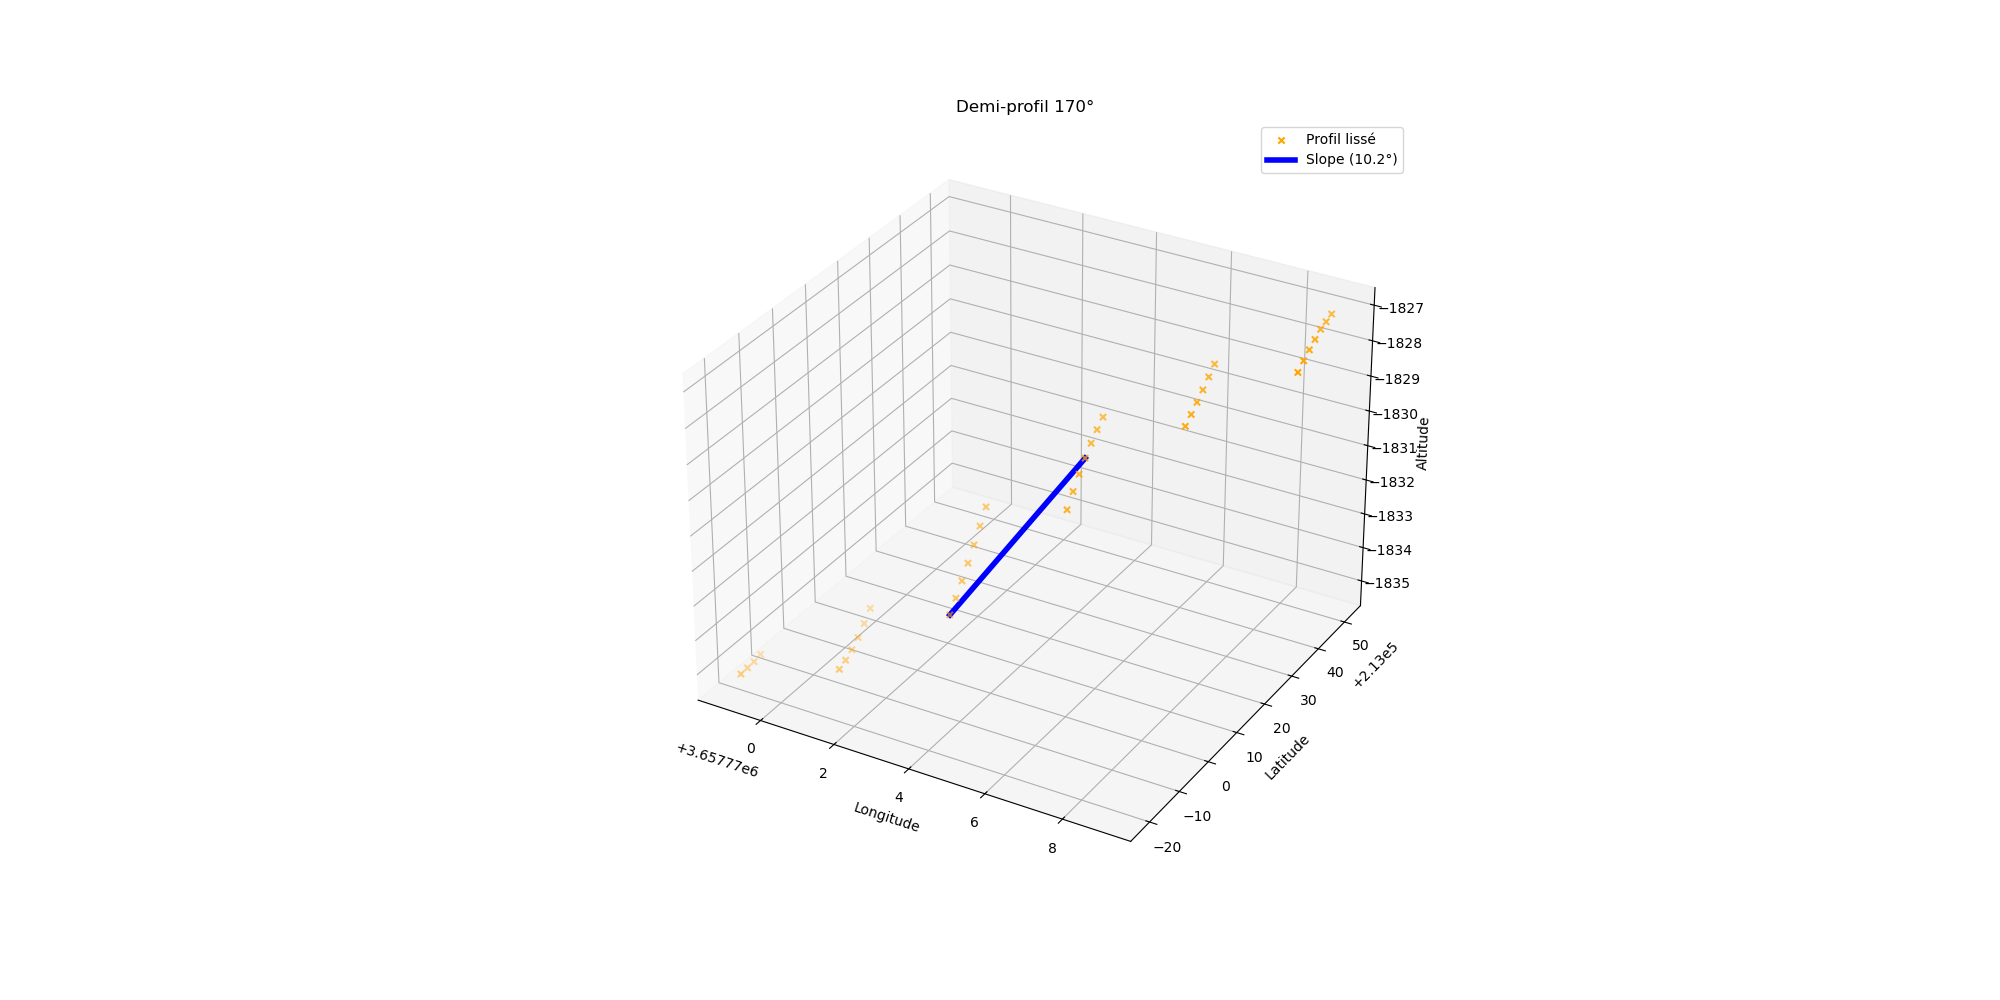 Demi-profil 170°
Profil lissé
Slope (10.2°)
−1827
−1828
−1829
−1830
−1831
−1832
−1833
−1834
−1835
Altitude
50
40
30
20
10
0
−10
−20
+2.13e5
Latitude
0
2
4
6
8
+3.65777e6
Longitude